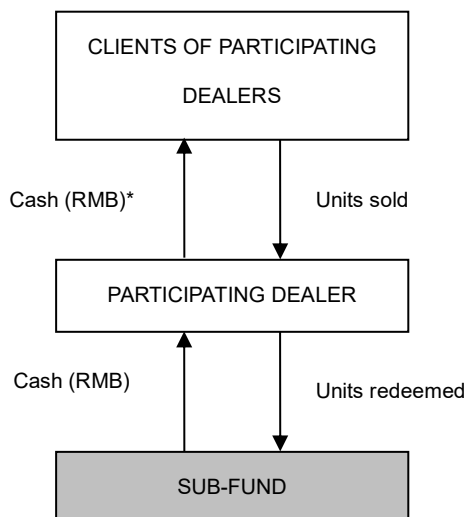 CLIENTS OF PARTICIPATING
DEALERS
Cash (RMB)*
Units sold
PARTICIPATING DEALER
Cash (RMB)
Units redeemed
SUB-FUND